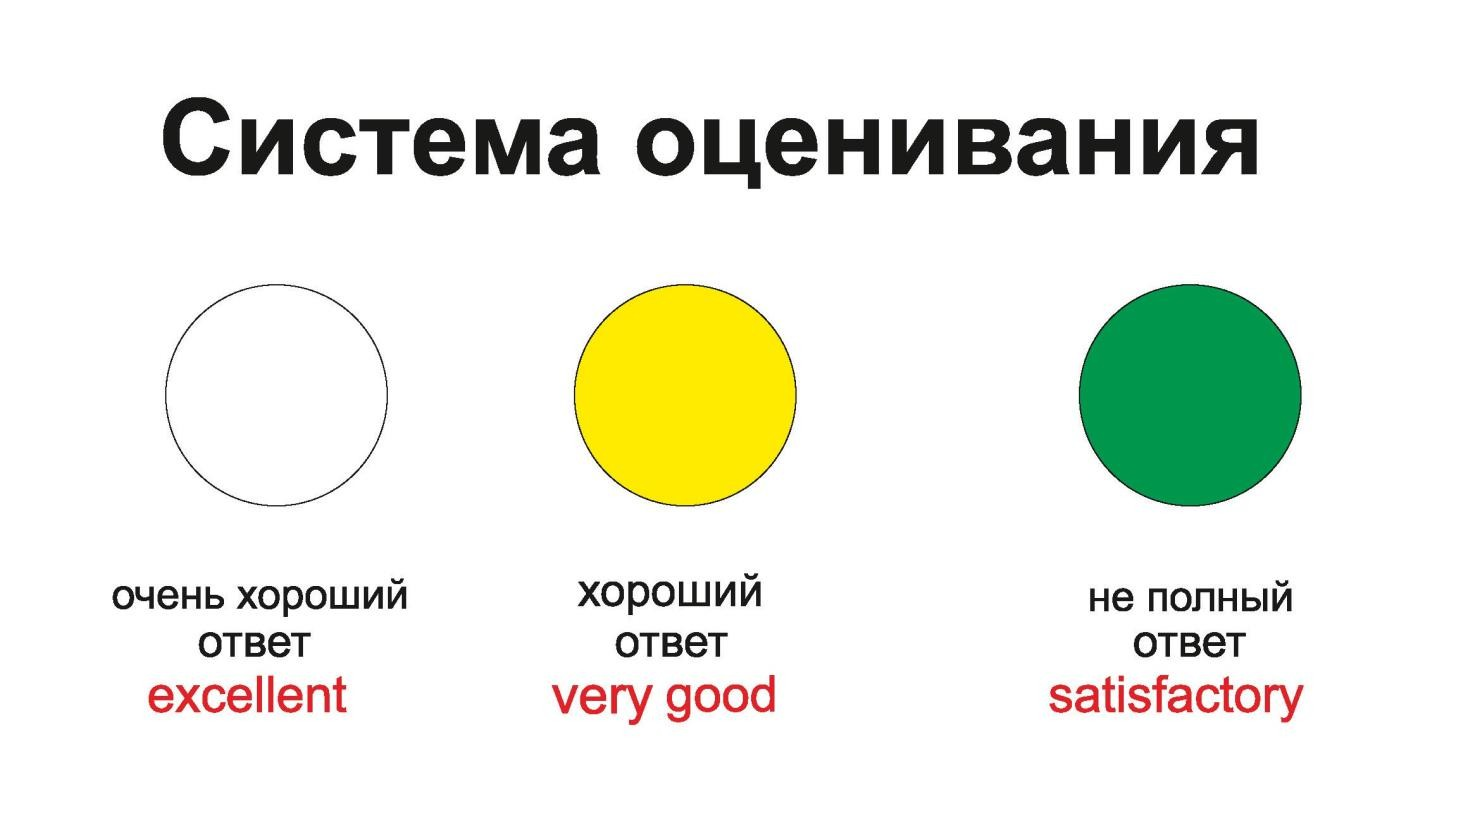 Система оценивания
очень хороший
ответ
excellent
хороший
ответ
very good
не полный
ответ
satisfactory